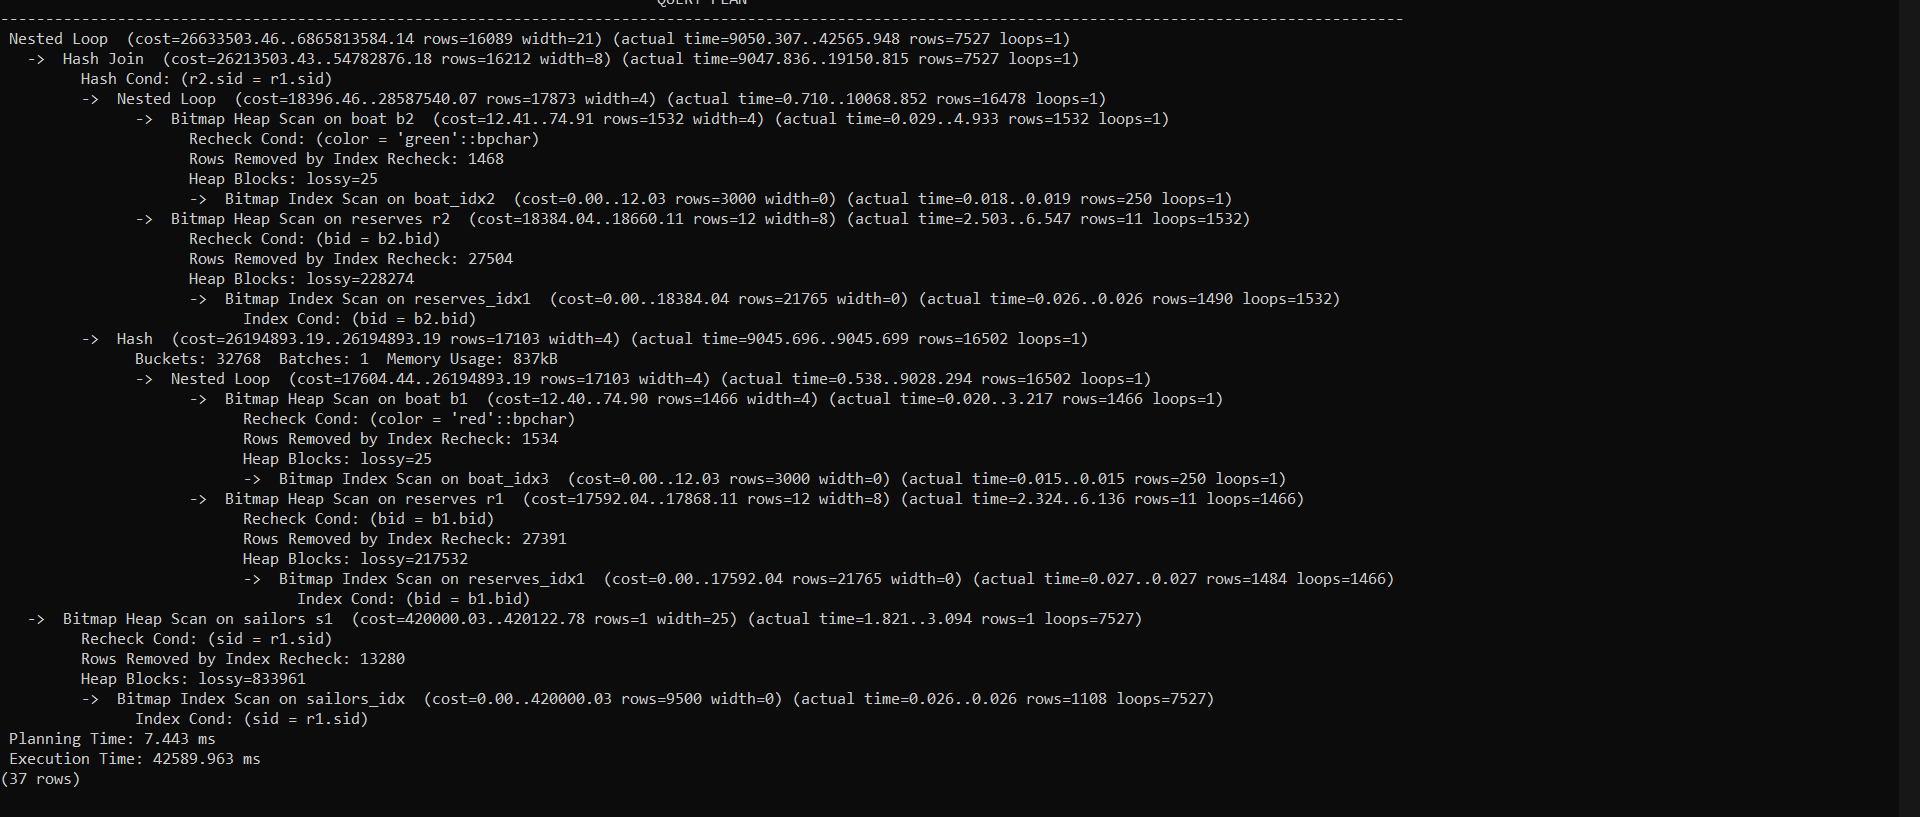 QUERY PLAN
--------------------------------------------------------------------------------------------------------------------------------------------------------
Nested Loop  (cost=26633503.46..6865813584.14 rows=16089 width=21) (actual time=9050.307..42565.948 rows=7527 loops=1)
->  Hash Join  (cost=26213503.43..54782876.18 rows=16212 width=8) (actual time=9047.836..19150.815 rows=7527 loops=1)
Hash Cond: (r2.sid = r1.sid)
->  Nested Loop  (cost=18396.46..28587540.07 rows=17873 width=4) (actual time=0.710..10068.852 rows=16478 loops=1)
->  Bitmap Heap Scan on boat b2  (cost=12.41..74.91 rows=1532 width=4) (actual time=0.029..4.933 rows=1532 loops=1)
Recheck Cond: (color = 'green'::bpchar)
Rows Removed by Index Recheck: 1468
Heap Blocks: lossy=25
->  Bitmap Index Scan on boat_idx2  (cost=0.00..12.03 rows=3000 width=0) (actual time=0.018..0.019 rows=250 loops=1)
->  Bitmap Heap Scan on reserves r2  (cost=18384.04..18660.11 rows=12 width=8) (actual time=2.503..6.547 rows=11 loops=1532)
Recheck Cond: (bid = b2.bid)
Rows Removed by Index Recheck: 27504
Heap Blocks: lossy=228274
->  Bitmap Index Scan on reserves_idx1  (cost=0.00..18384.04 rows=21765 width=0) (actual time=0.026..0.026 rows=1490 loops=1532)
Index Cond: (bid = b2.bid)
->  Hash  (cost=26194893.19..26194893.19 rows=17103 width=4) (actual time=9045.696..9045.699 rows=16502 loops=1)
Buckets: 32768  Batches: 1  Memory Usage: 837kB
->  Nested Loop  (cost=17604.44..26194893.19 rows=17103 width=4) (actual time=0.538..9028.294 rows=16502 loops=1)
->  Bitmap Heap Scan on boat b1  (cost=12.40..74.90 rows=1466 width=4) (actual time=0.020..3.217 rows=1466 loops=1)
Recheck Cond: (color = 'red'::bpchar)
Rows Removed by Index Recheck: 1534
Heap Blocks: lossy=25
->  Bitmap Index Scan on boat_idx3  (cost=0.00..12.03 rows=3000 width=0) (actual time=0.015..0.015 rows=250 loops=1)
->  Bitmap Heap Scan on reserves r1  (cost=17592.04..17868.11 rows=12 width=8) (actual time=2.324..6.136 rows=11 loops=1466)
Recheck Cond: (bid = b1.bid)
Rows Removed by Index Recheck: 27391
Heap Blocks: lossy=217532
->  Bitmap Index Scan on reserves_idx1  (cost=0.00..17592.04 rows=21765 width=0) (actual time=0.027..0.027 rows=1484 loops=1466)
Index Cond: (bid = b1.bid)
->  Bitmap Heap Scan on sailors s1  (cost=420000.03..420122.78 rows=1 width=25) (actual time=1.821..3.094 rows=1 loops=7527)
Recheck Cond: (sid = r1.sid)
Rows Removed by Index Recheck: 13280
Heap Blocks: lossy=833961
->  Bitmap Index Scan on sailors_idx  (cost=0.00..420000.03 rows=9500 width=0) (actual time=0.026..0.026 rows=1108 loops=7527)
Index Cond: (sid = r1.sid)
Planning Time: 7.443 ms
Execution Time: 42589.963 ms
(37 rows)